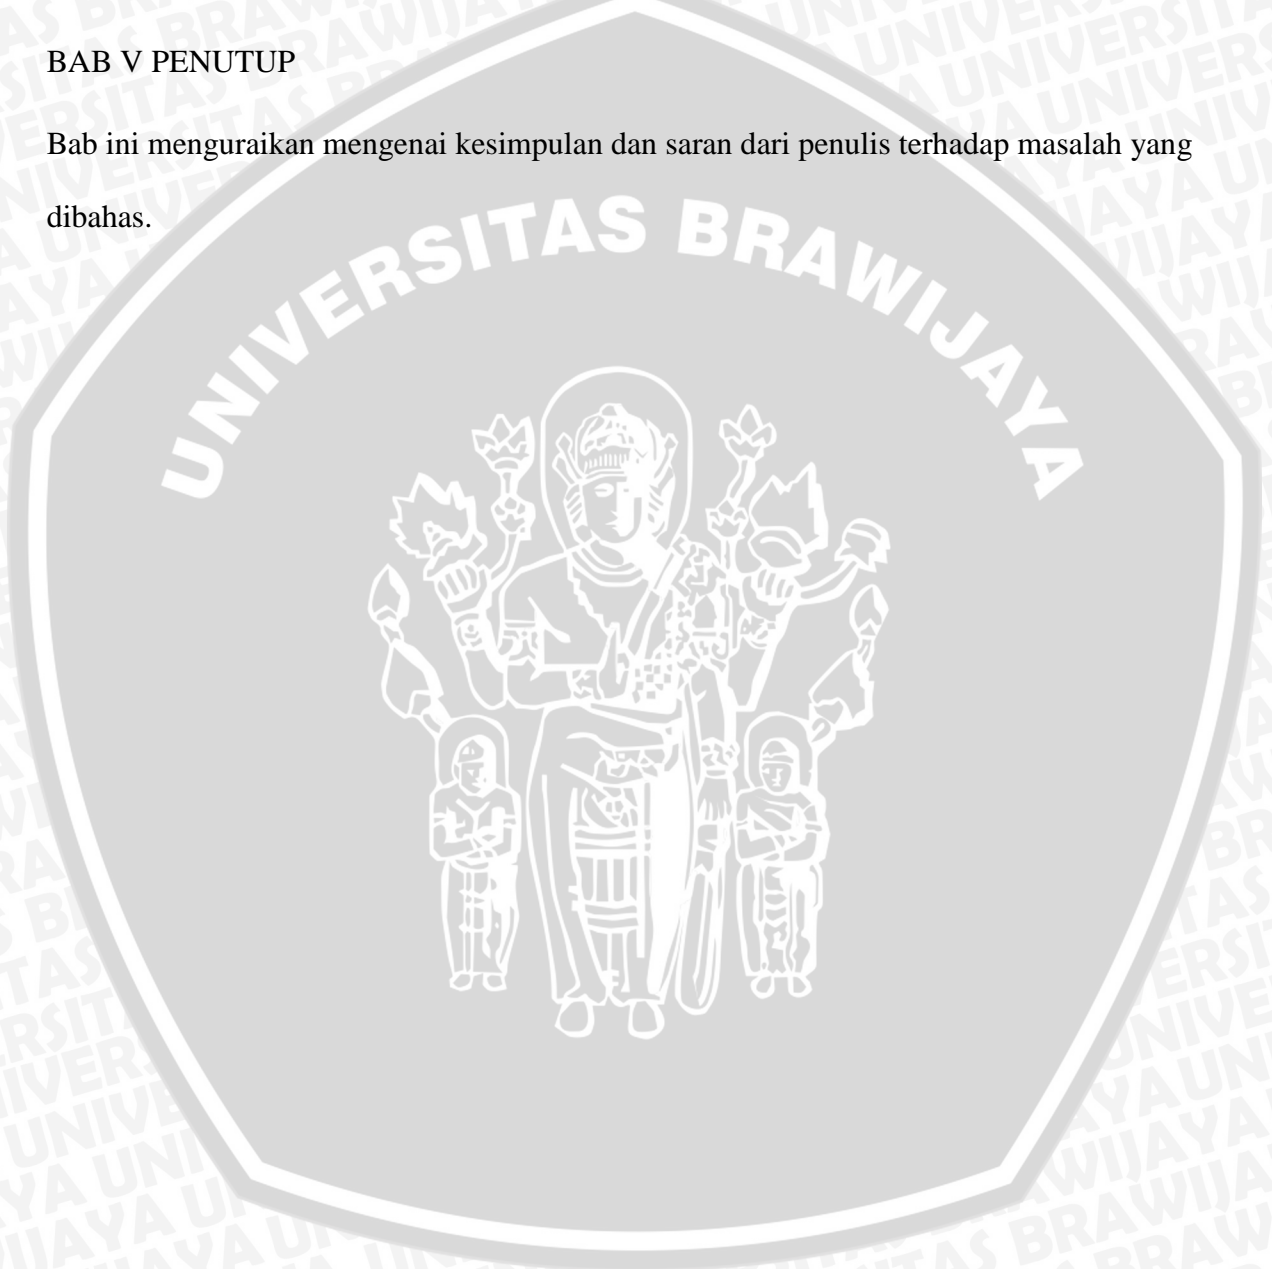 BAB V PENUTUP
Bab ini menguraikan mengenai kesimpulan dan saran dari penulis terhadap masalah yang
dibahas.
UNIVERSITAS BRAWIJAYA